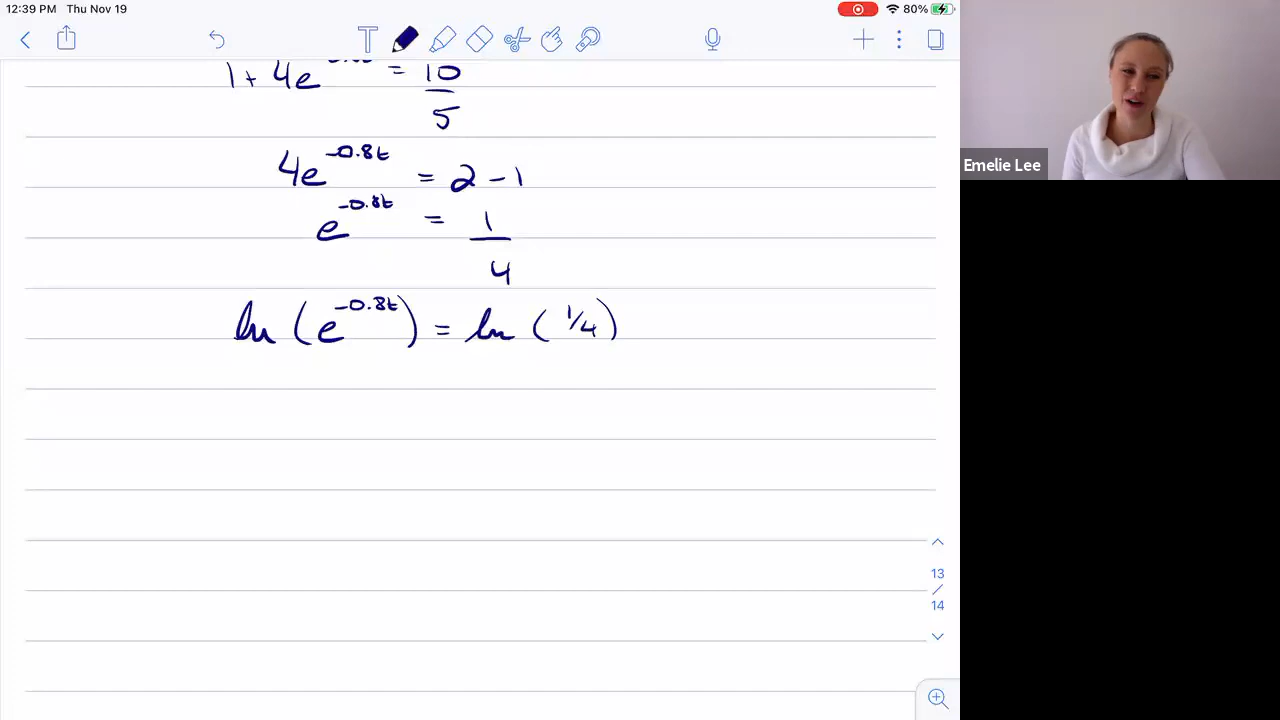 12:39 PM Thu Nov 19
80%
T
1 + 4e = 10
5
4e^-0.8t = 2 - 1
e^-0.8t = 1
4
ln (e^-0.8t) = ln (1/4)
Emelie Lee
13
/
14